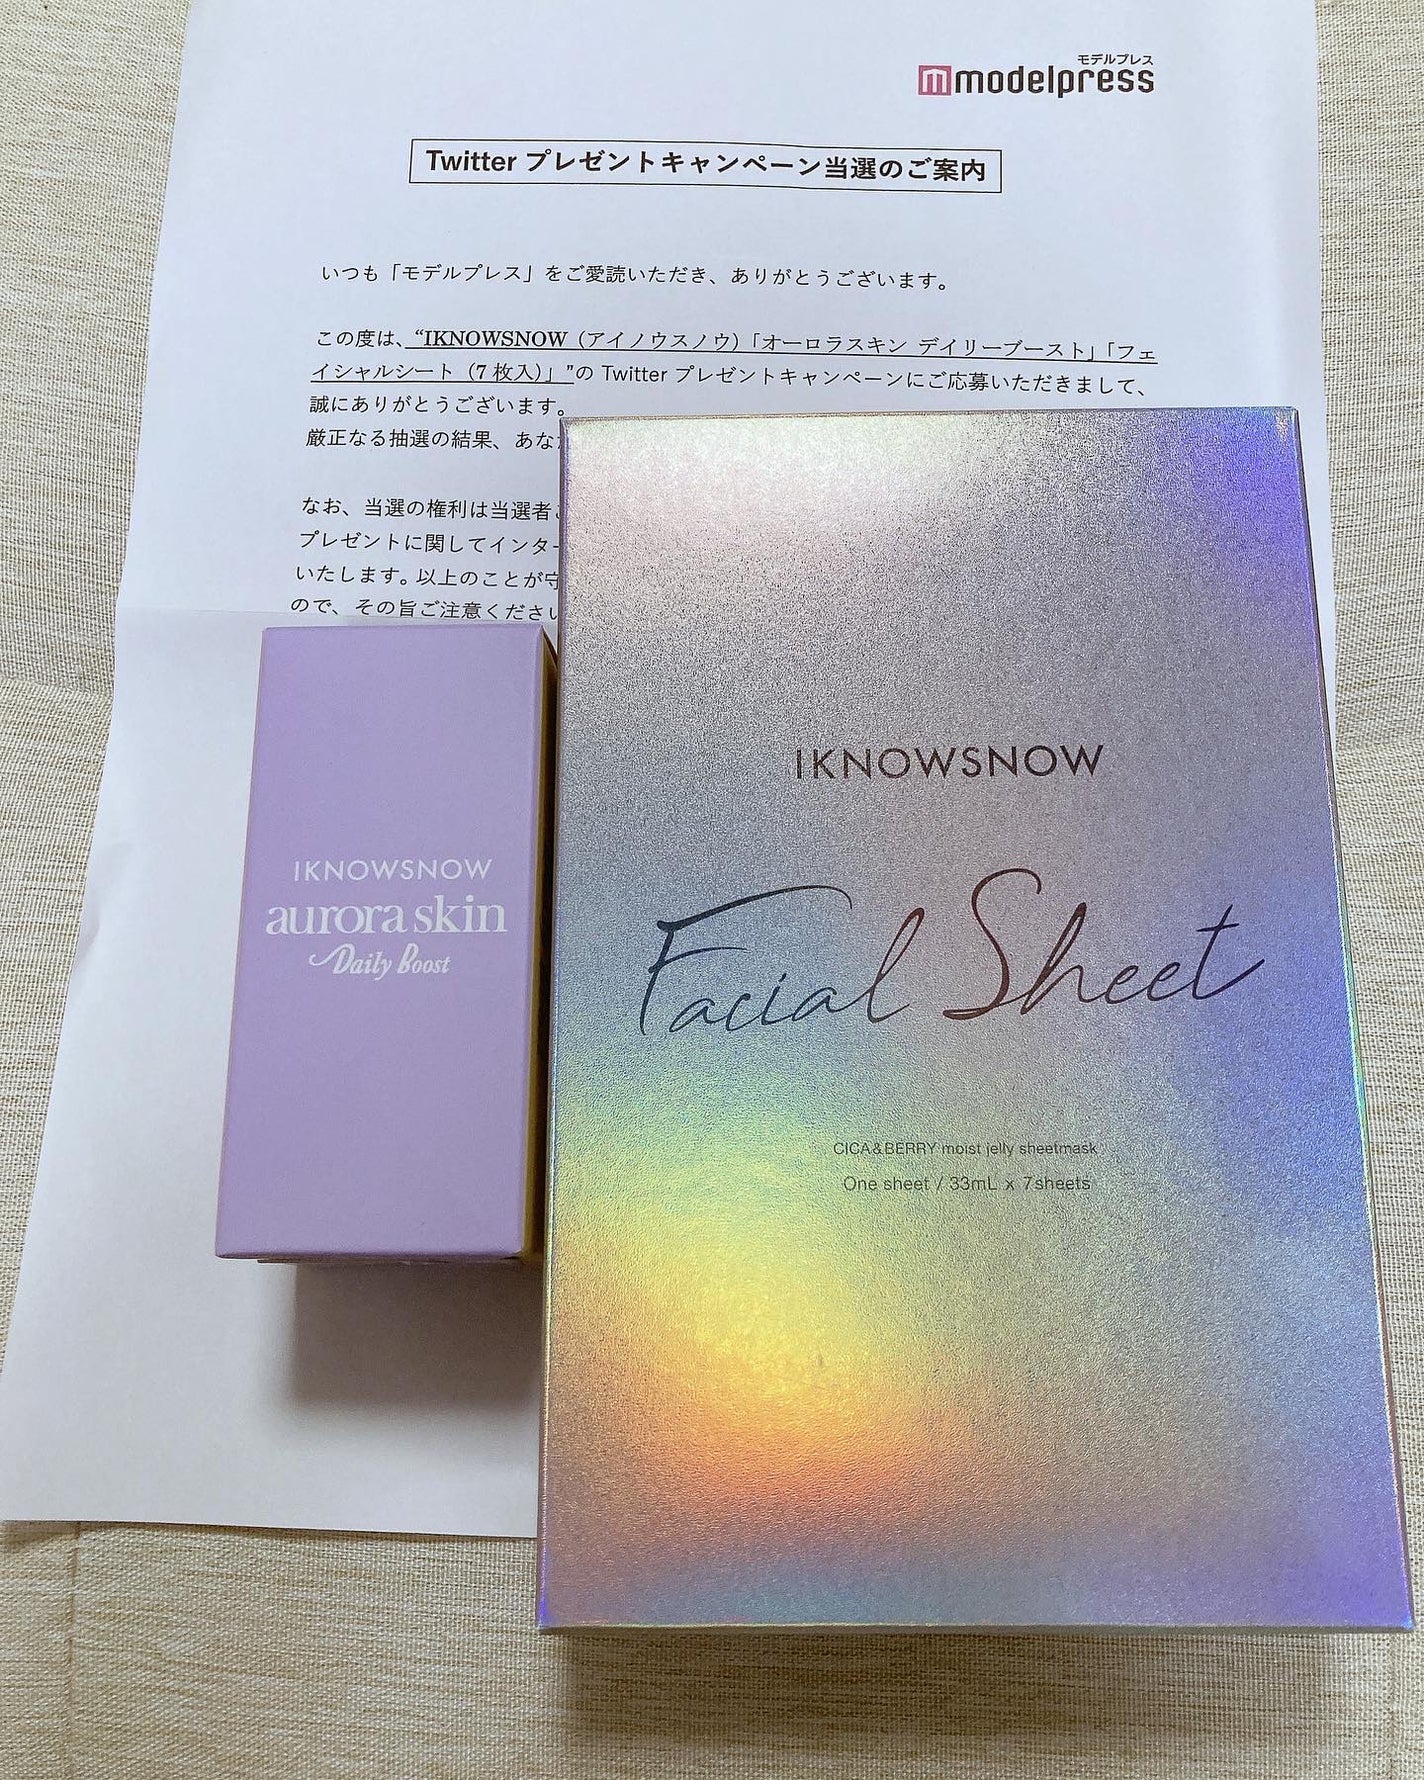 モデルプレス
modelpress
Twitter プレゼントキャンペーン当選のご案内
いつも「モデルプレス」をご愛読いただき、ありがとうございます。
この度は、“IKNOWSNOW（アイノウスノウ）「オーロラスキン デイリーブースト」「フェ
イシャルシート（7 枚入）」”の Twitter プレゼントキャンペーンにご応募いただきまして、
誠にありがとうございます。
厳正なる抽選の結果、あな
なお、当選の権利は当選者
プレゼントに関してインター
いたします。以上のことが守
ので、その旨ご注意ください
IKNOWSNOW
aurora skin
Daily Boost
IKNOWSNOW
Facial Sheet
CICA&BERRY moist jelly sheetmask
One sheet / 33mL x 7sheets